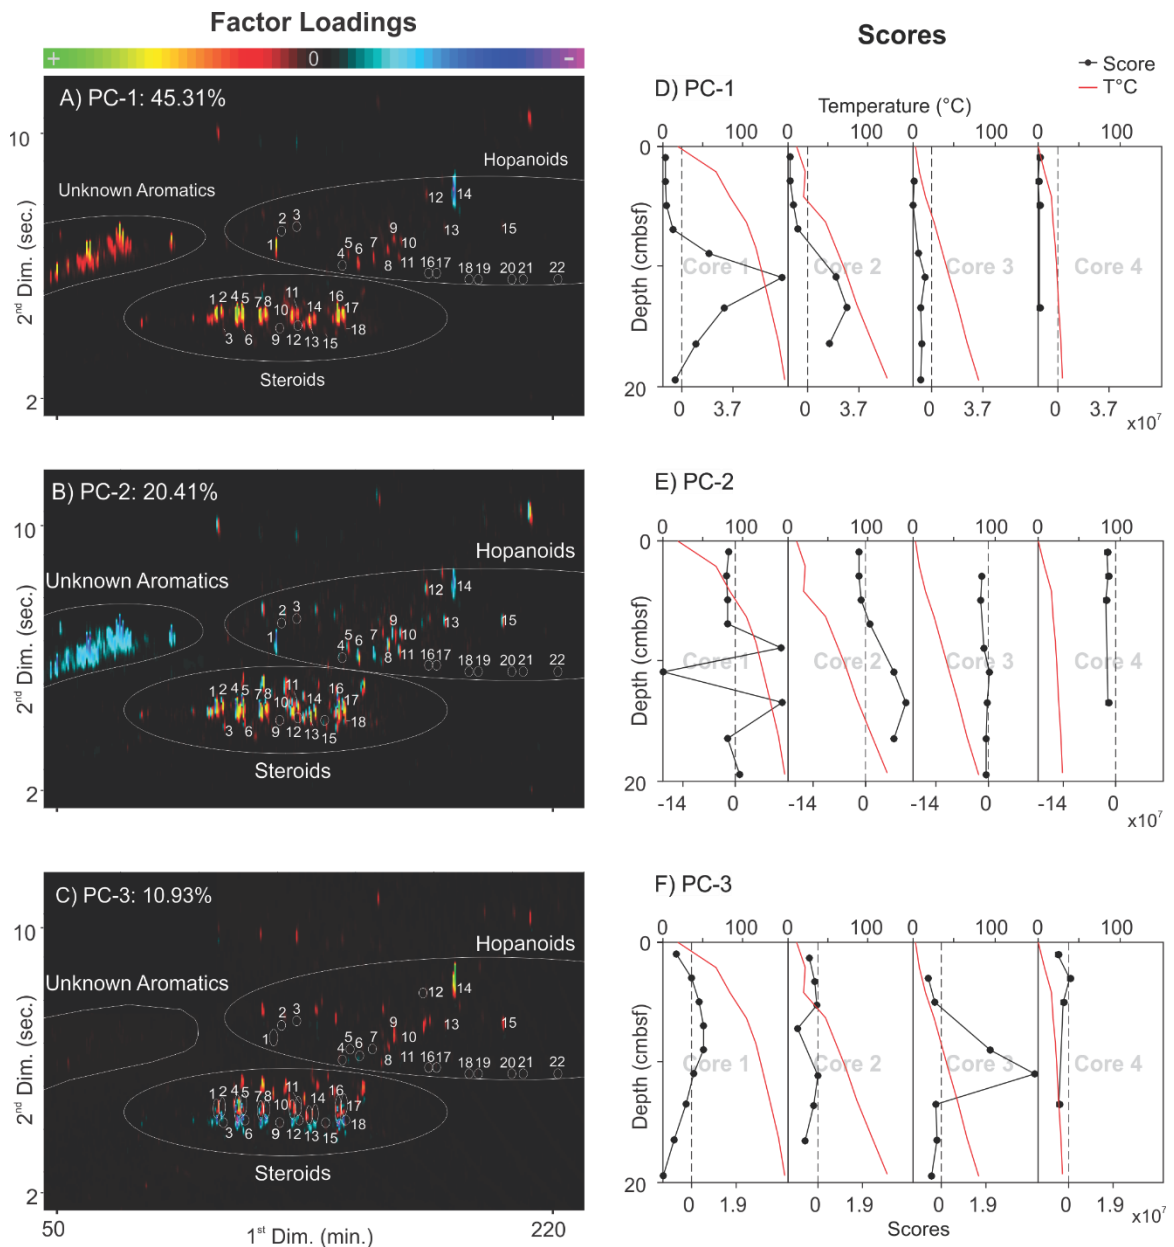 Factor Loadings
+ 0 -
A) PC-1: 45.31%
10
Hopanoids
Unknown Aromatics
12 14
2 3
13 15
1
9
5 7 10
4 6 8 11 16 17 18 19 20 21 22
2nd Dim. (sec.)
1 2 4 5 7 8 11 16
10 14 17
3 6 9 12 13 15 18
Steroids
2
B) PC-2: 20.41%
10
Hopanoids
Unknown Aromatics
12 14
2 3
13 15
1
9
5 7 10
4 6 8 11 16 17 18 19 20 21 22
2nd Dim. (sec.)
1 2 4 5 7 8 11 16
10 14 17
3 6 9 12 13 15 18
Steroids
2
C) PC-3: 10.93%
10
Hopanoids
Unknown Aromatics
12 14
2 3
13 15
1
9
5 7 10
4 6 8 11 16 17 18 19 20 21 22
2nd Dim. (sec.)
1 2 4 5 7 8 11 16
10 14 17
3 6 9 12 13 15 18
Steroids
2
50 220
1st Dim. (min.)
Scores
Score
T°C
D) PC-1
Temperature (°C)
0 100 0 100 0 100 0 100
0
Depth (cmbsf)
Core 1 Core 2 Core 3 Core 4
20
0 3.7 0 3.7 0 3.7 0 3.7
x10⁷
E) PC-2
0 100 0 100 0 100 0 100
0
Depth (cmbsf)
Core 1 Core 2 Core 3 Core 4
20
-14 0 -14 0 -14 0 -14 0
x10⁷
F) PC-3
0 100 0 100 0 100 0 100
0
Depth (cmbsf)
Core 1 Core 2 Core 3 Core 4
20
0 1.9 0 1.9 0 1.9 0 1.9
x10⁷
Scores